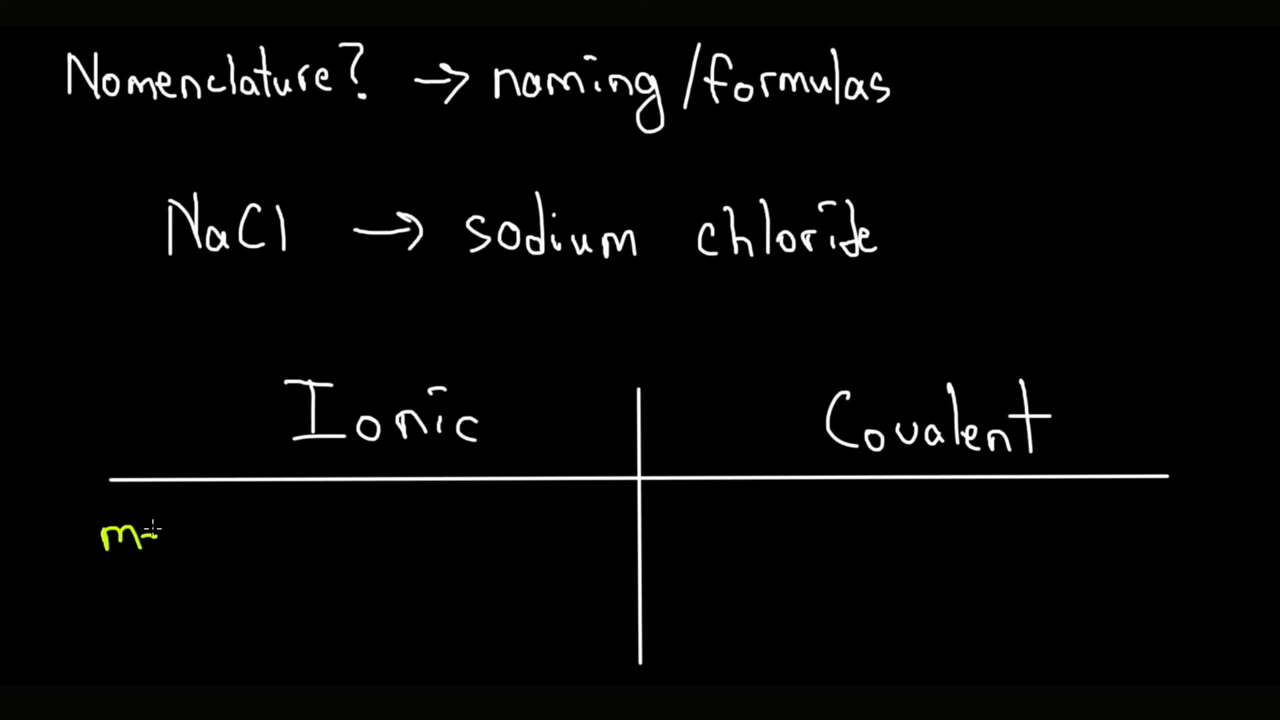 Nomenclature? → naming/formulas
NaCl → sodium chloride
Ionic Covalent
m